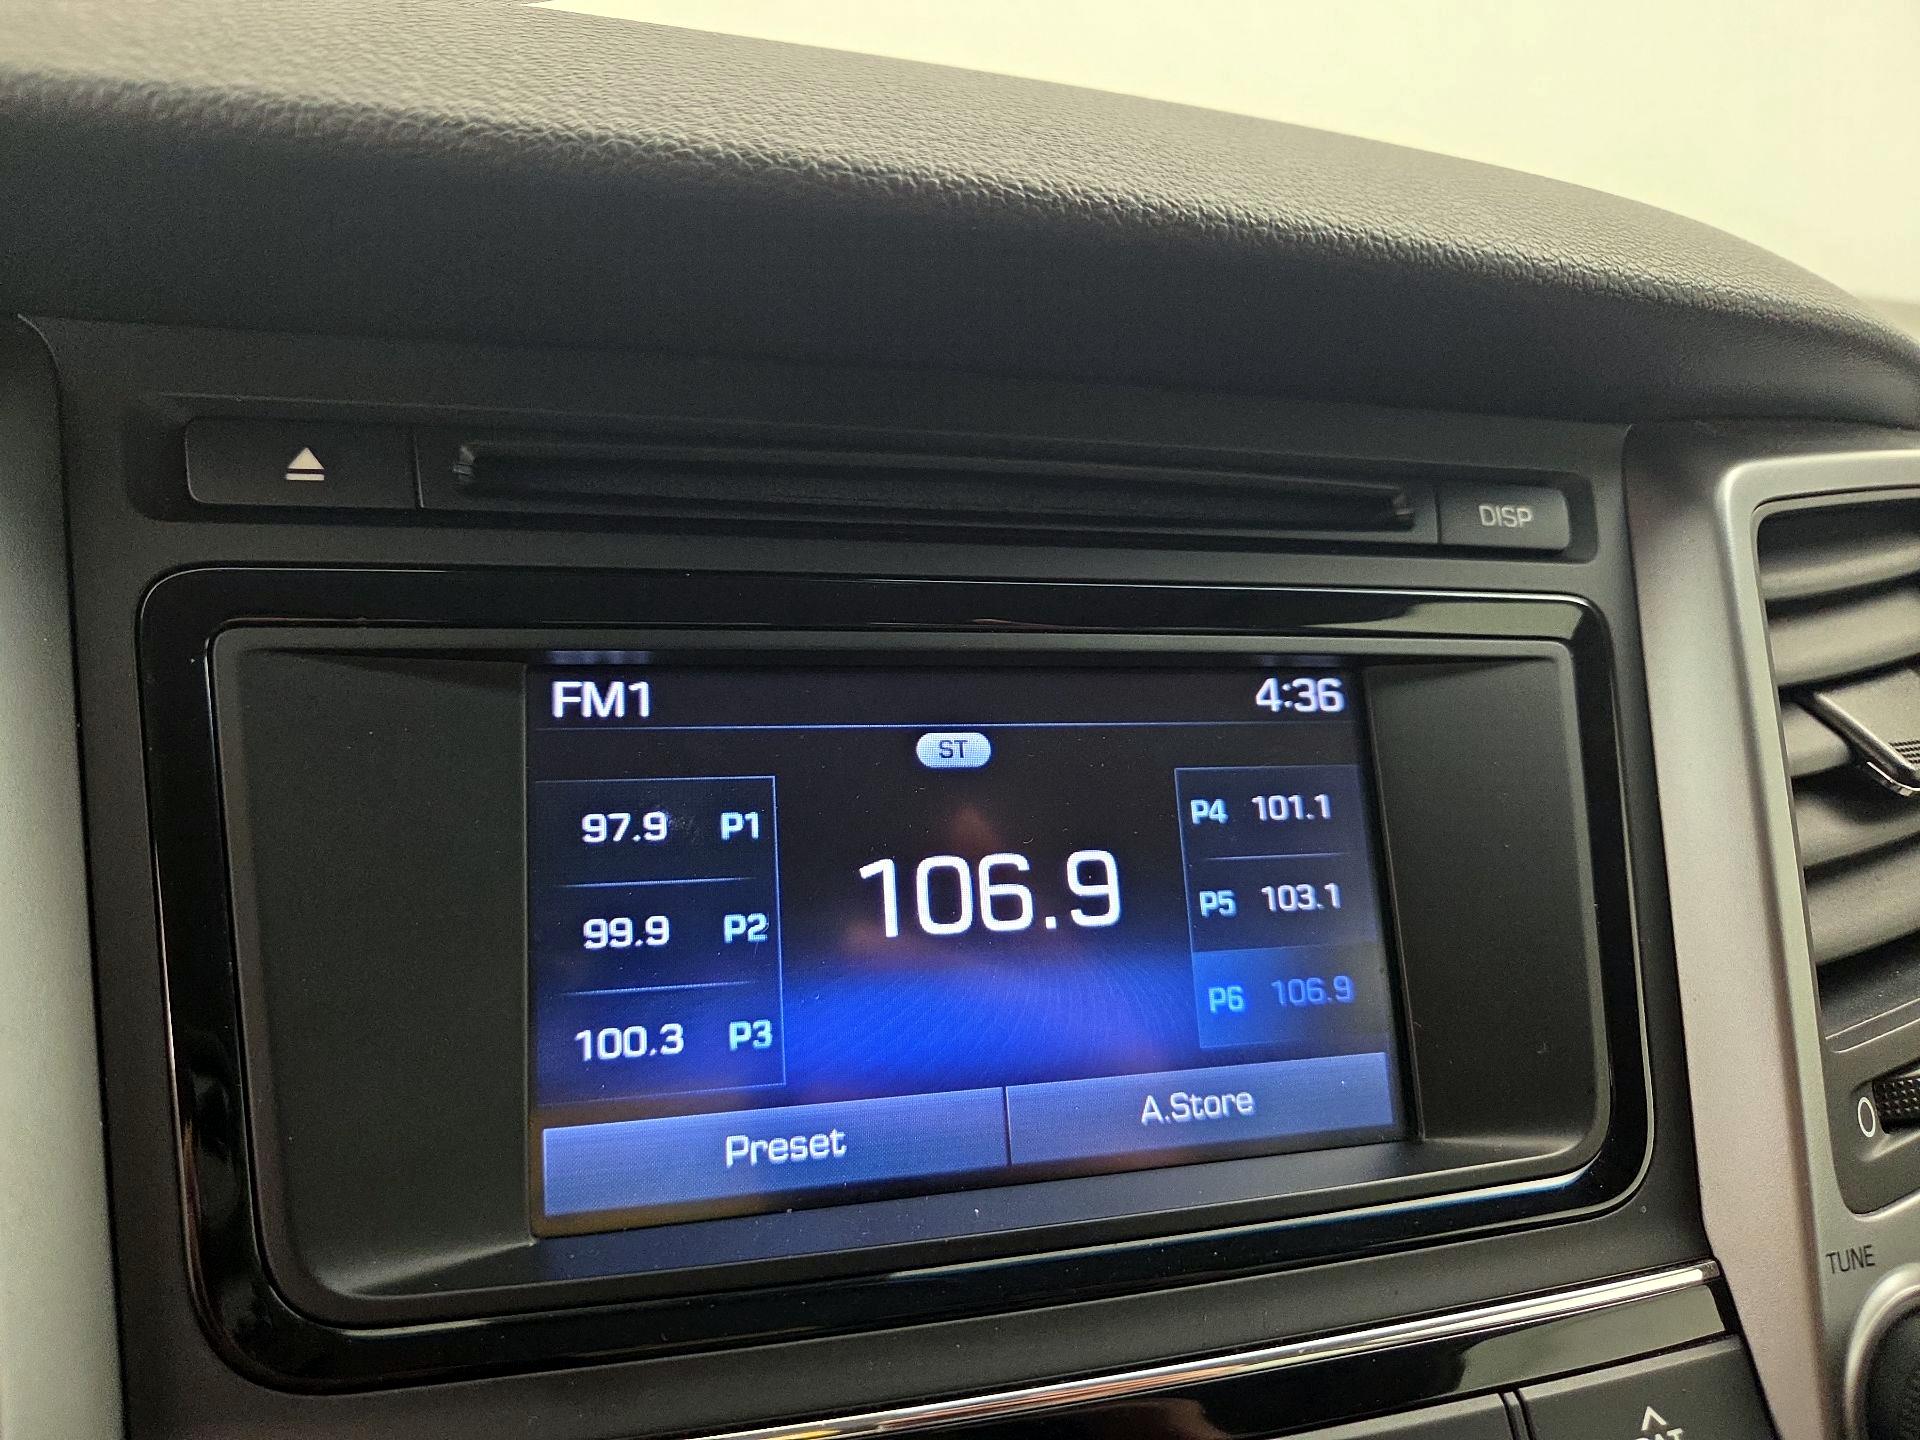 DISP
FM1 4:36
ST
97.9 P1
99.9 P2
100.3 P3
106.9
P4 101.1
P5 103.1
P6 106.9
Preset A.Store
0
TUNE